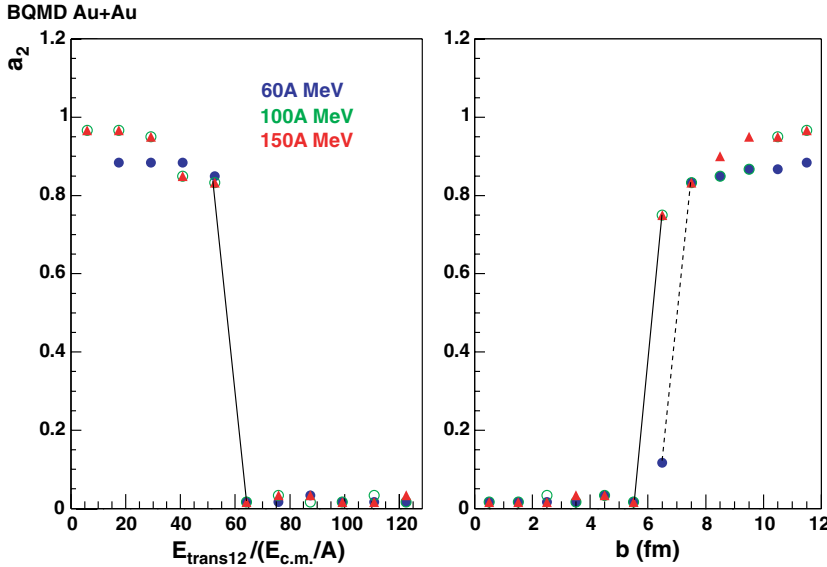 BQMD Au+Au
a2
1.2
1
0.8
0.6
0.4
0.2
0
60A MeV
100A MeV
150A MeV
0 20 40 60 80 100 120
Etrans12/(Ec.m./A)
1.2
1
0.8
0.6
0.4
0.2
0
0 2 4 6 8 10 12
b (fm)